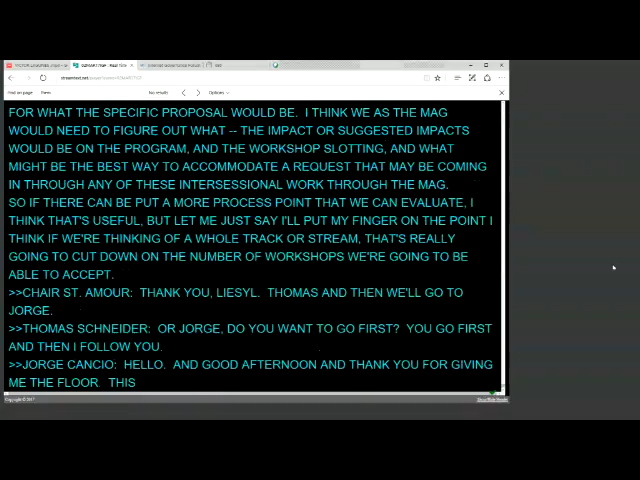 streamtext.net
Find on page
No results
Options
FOR WHAT THE SPECIFIC PROPOSAL WOULD BE. I THINK WE AS THE MAG
WOULD NEED TO FIGURE OUT WHAT -- THE IMPACT OR SUGGESTED IMPACTS
WOULD BE ON THE PROGRAM, AND THE WORKSHOP SLOTTING, AND WHAT
MIGHT BE THE BEST WAY TO ACCOMMODATE A REQUEST THAT MAY BE COMING
IN THROUGH ANY OF THESE INTERSESSIONAL WORK THROUGH THE MAG.
SO IF THERE CAN BE PUT A MORE PROCESS POINT THAT WE CAN EVALUATE, I
THINK THAT'S USEFUL, BUT LET ME JUST SAY I'LL PUT MY FINGER ON THE POINT I
THINK IF WE'RE THINKING OF A WHOLE TRACK OR STREAM, THAT'S REALLY
GOING TO CUT DOWN ON THE NUMBER OF WORKSHOPS WE'RE GOING TO BE
ABLE TO ACCEPT.
>>CHAIR ST. AMOUR: THANK YOU, LIESYL. THOMAS AND THEN WE'LL GO TO
JORGE.
>>THOMAS SCHNEIDER: OR JORGE, DO YOU WANT TO GO FIRST? YOU GO FIRST
AND THEN I FOLLOW YOU.
>>JORGE CANCIO: HELLO. AND GOOD AFTERNOON AND THANK YOU FOR GIVING
ME THE FLOOR. THIS